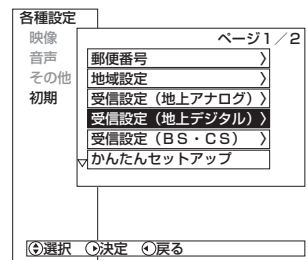 各種設定
映像
音声
その他
初期
ページ1／2
郵便番号 〉
地域設定 〉
受信設定（地上アナログ）〉
受信設定（地上デジタル）〉
受信設定（BS・CS） 〉
かんたんセットアップ
選択 決定 戻る